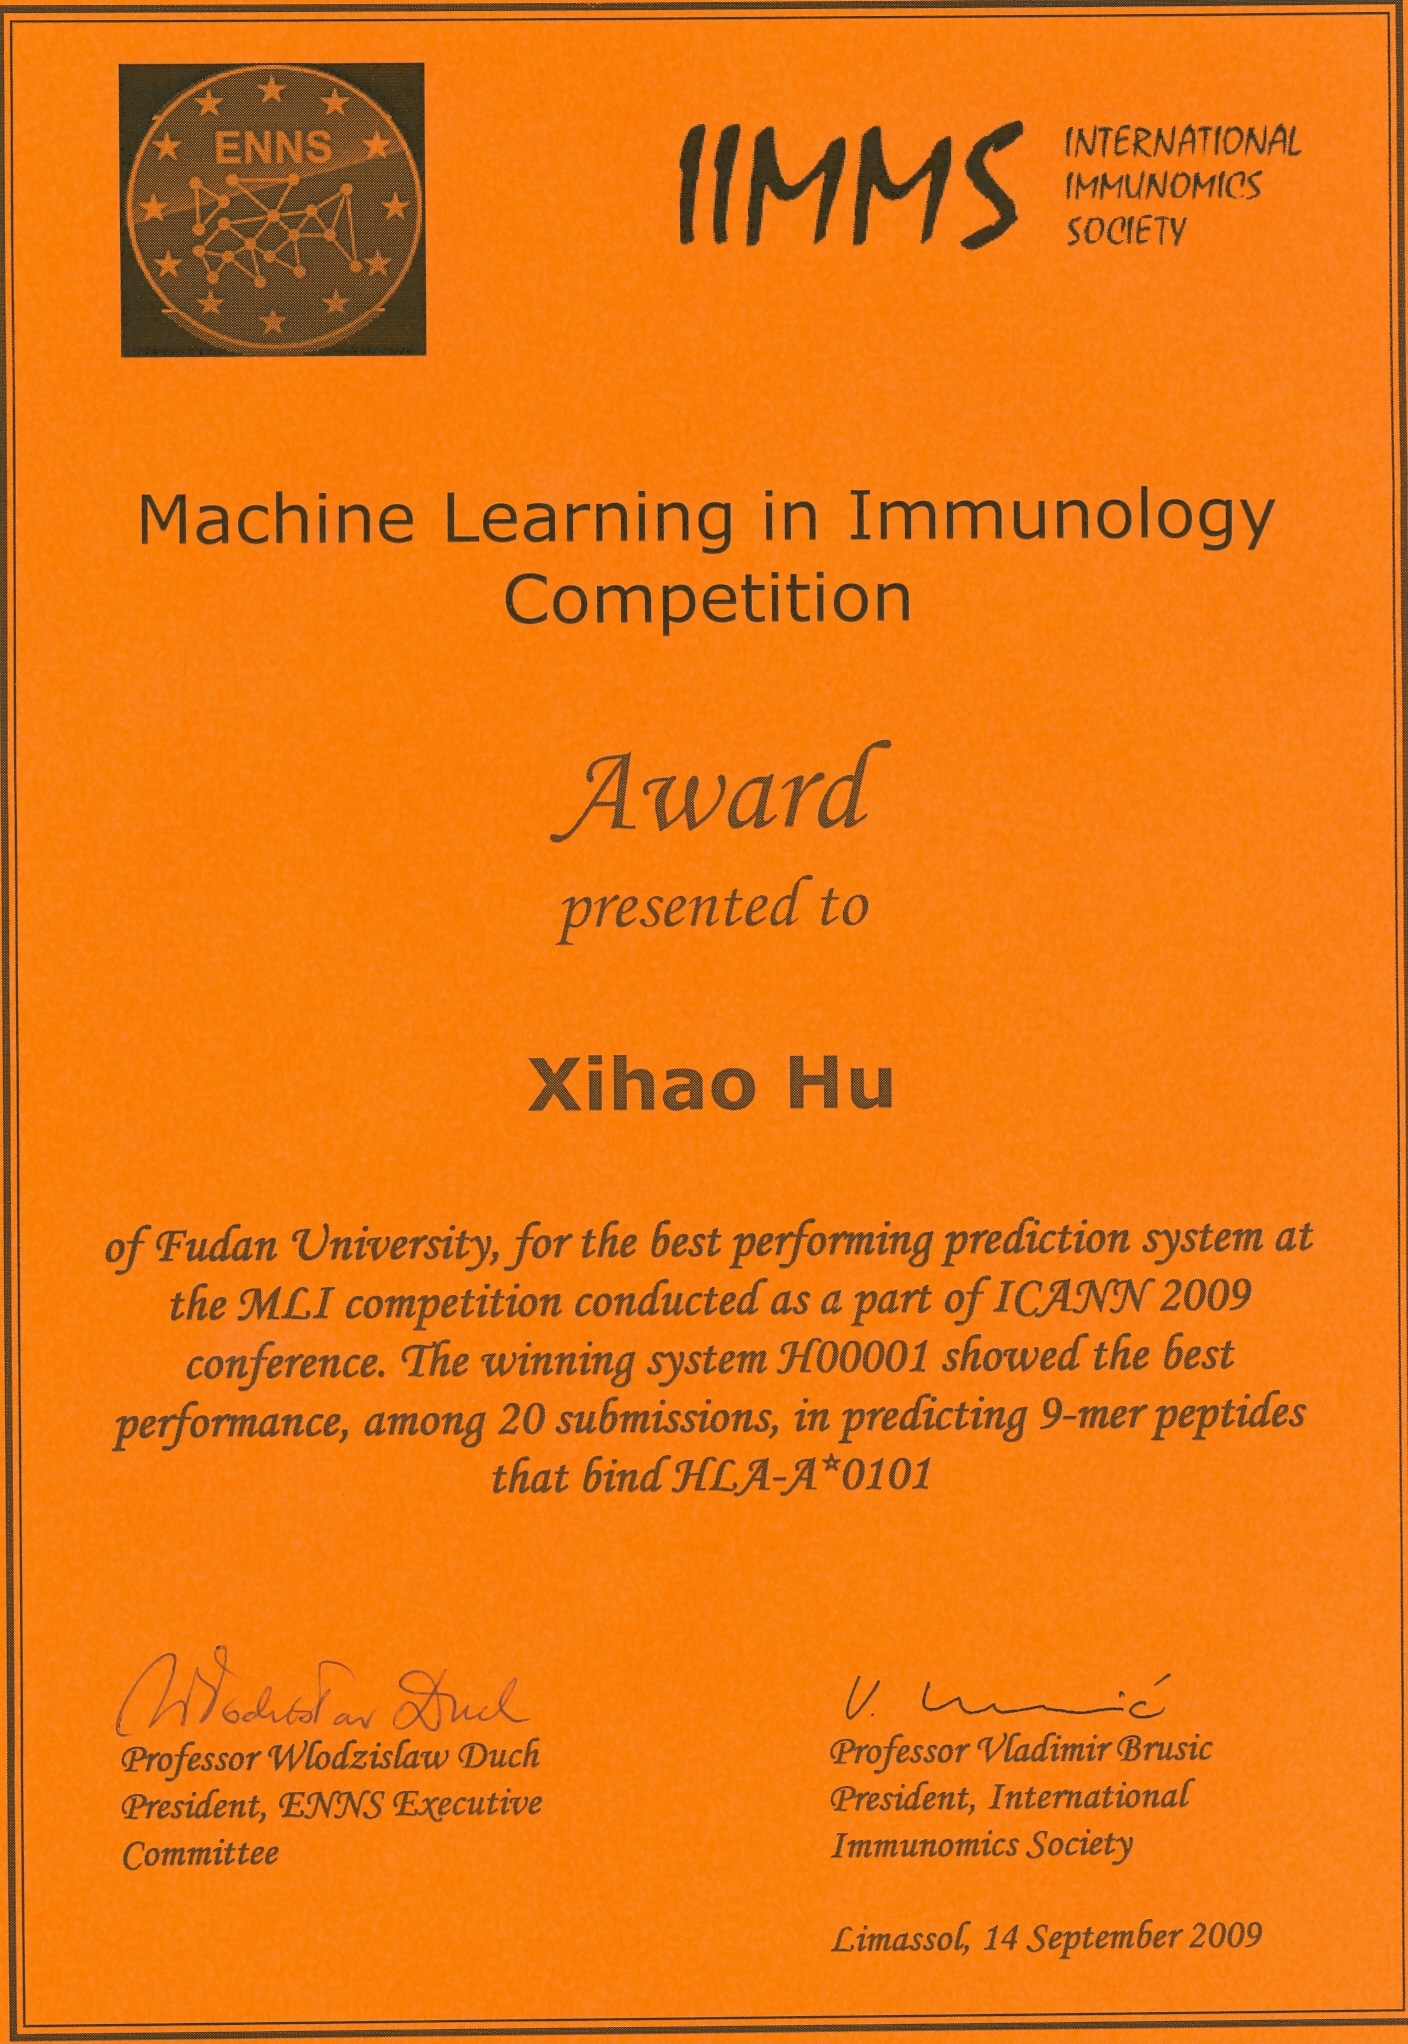 ENNS
IIMMS
INTERNATIONAL
IMMUNOMICS
SOCIETY
Machine Learning in Immunology
Competition
Award
presented to
Xihao Hu
of Fudan University, for the best performing prediction system at
the MLI competition conducted as a part of ICANN 2009
conference. The winning system H00001 showed the best
performance, among 20 submissions, in predicting 9-mer peptides
that bind HLA-A*0101
Wlodzislaw Duch
Professor Wlodzislaw Duch
President, ENNS Executive
Committee
V.
Professor Vladimir Brusic
President, International
Immunomics Society
Limassol, 14 September 2009